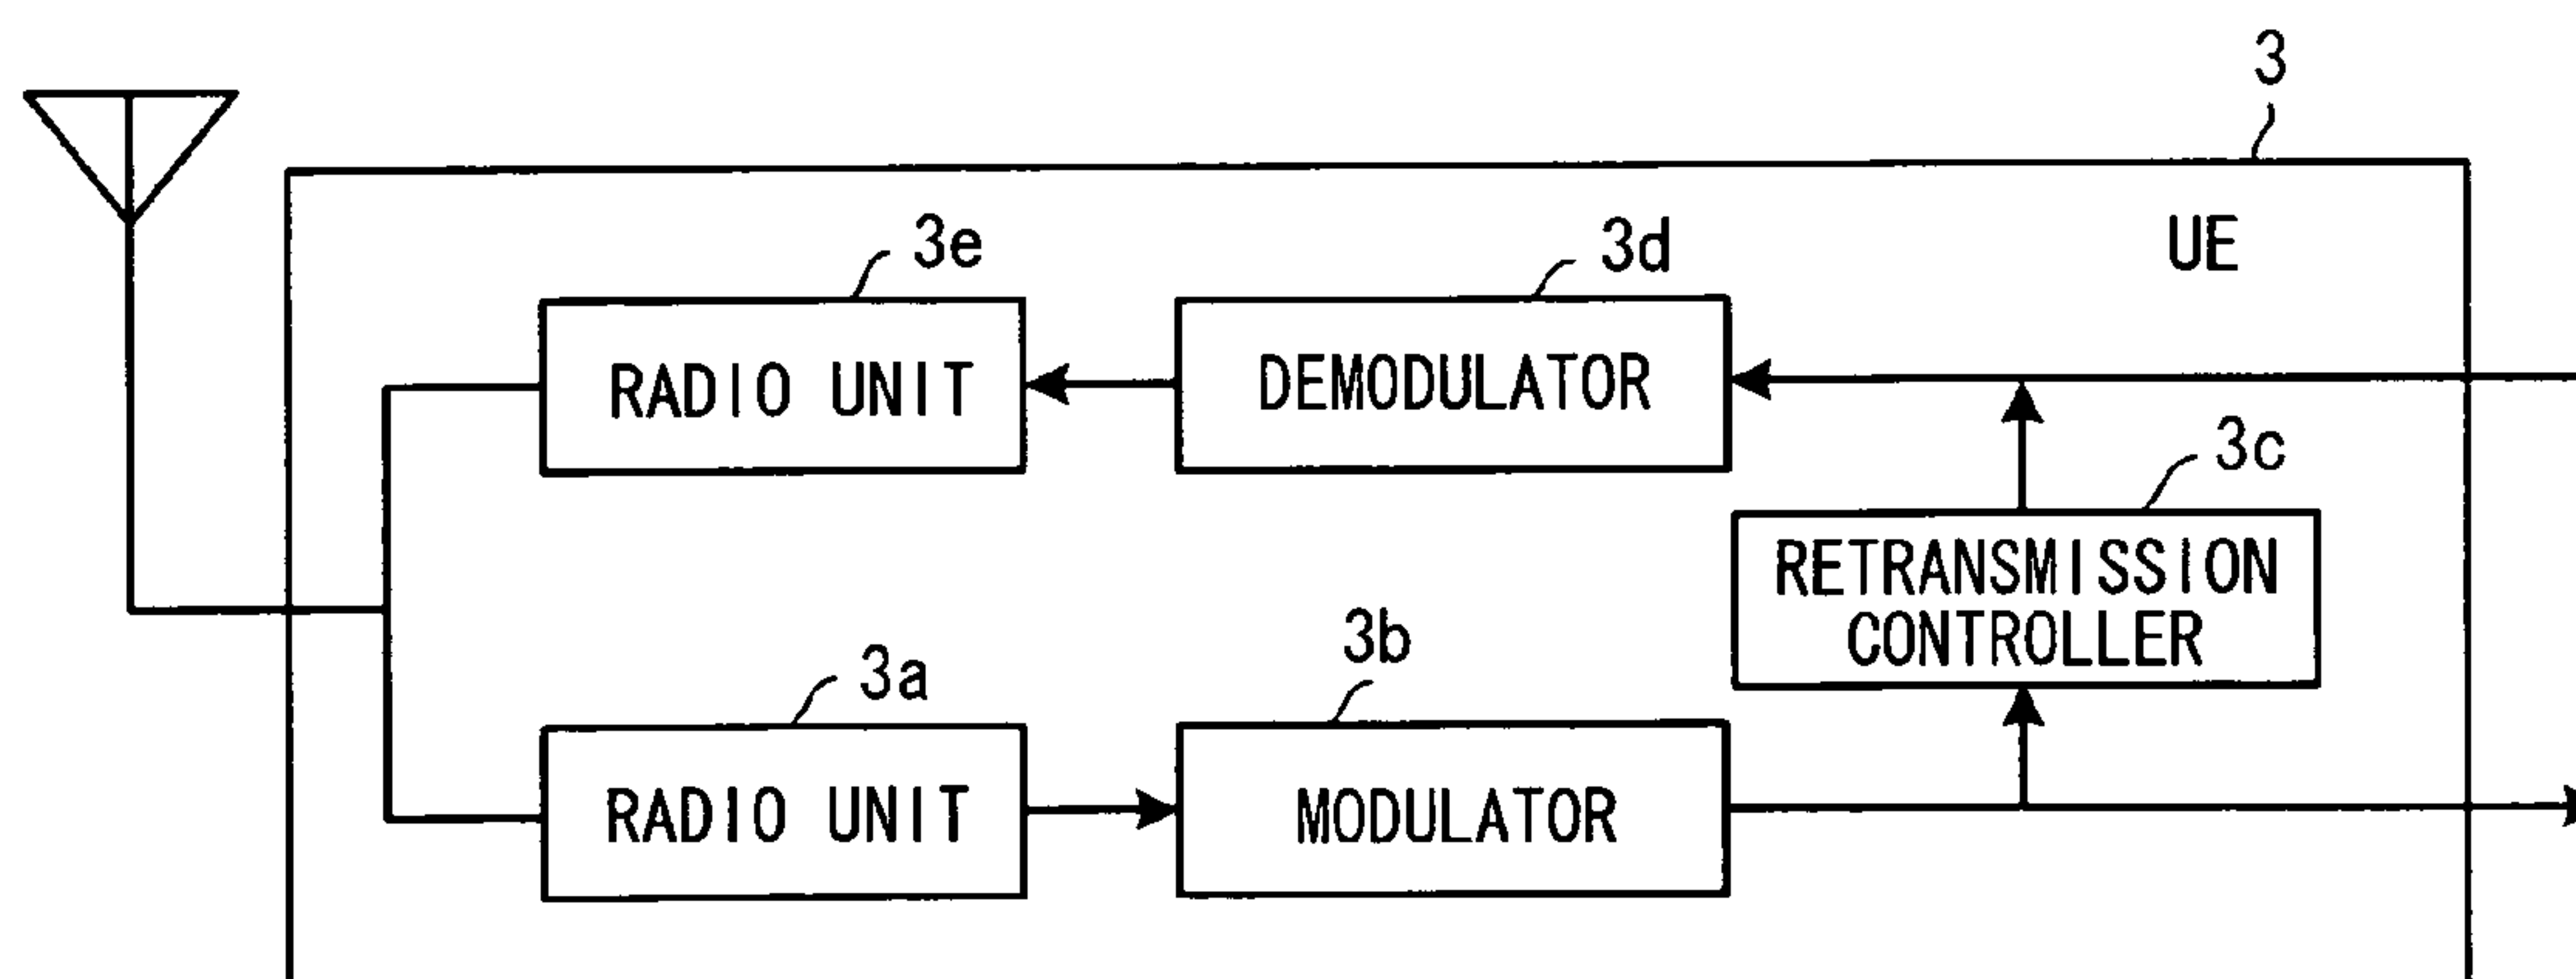 3
UE
3e
3d
RADIO UNIT
DEMODULATOR
3c
RETRANSMISSION
CONTROLLER
3a
3b
RADIO UNIT
MODULATOR